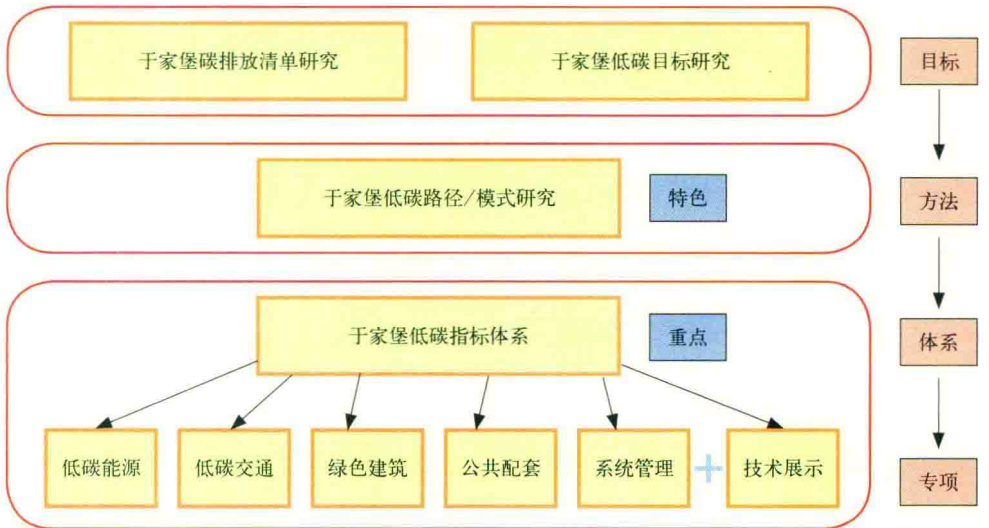 于家堡碳排放清单研究
于家堡低碳目标研究
目标
于家堡低碳路径/模式研究
特色
方法
于家堡低碳指标体系
重点
体系
低碳能源
低碳交通
绿色建筑
公共配套
系统管理
+
技术展示
专项